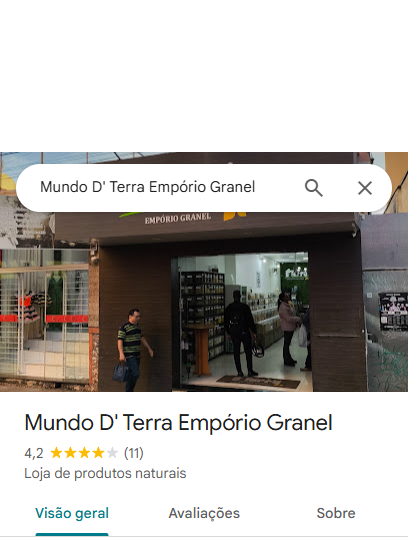 Mundo D' Terra Empório Granel
EMPÓRIO GRANEL
Mundo D' Terra Empório Granel
4,2 (11)
Loja de produtos naturais
Visão geral Avaliações Sobre